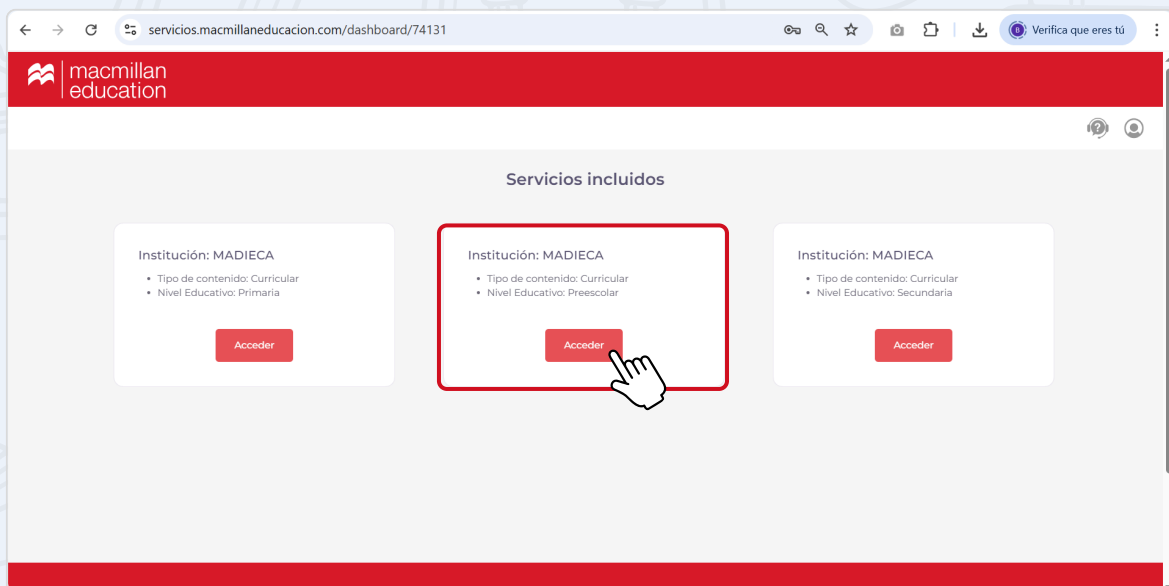 servicios.macmillaneducacion.com/dashboard/74131
B
Verifica que eres tú
macmillan
education
?
Servicios incluidos
Institución: MADIECA
• Tipo de contenido: Curricular
• Nivel Educativo: Primaria
Acceder
Institución: MADIECA
• Tipo de contenido: Curricular
• Nivel Educativo: Preescolar
Acceder
Institución: MADIECA
• Tipo de contenido: Curricular
• Nivel Educativo: Secundaria
Acceder